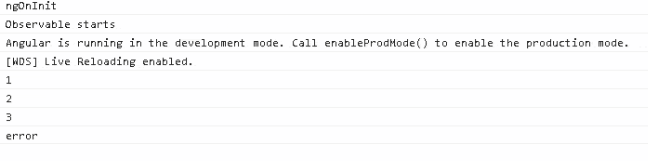 ngOnInit
Observable starts
Angular is running in the development mode. Call enableProdMode() to enable the production mode.
[WDS] Live Reloading enabled.
1
2
3
error